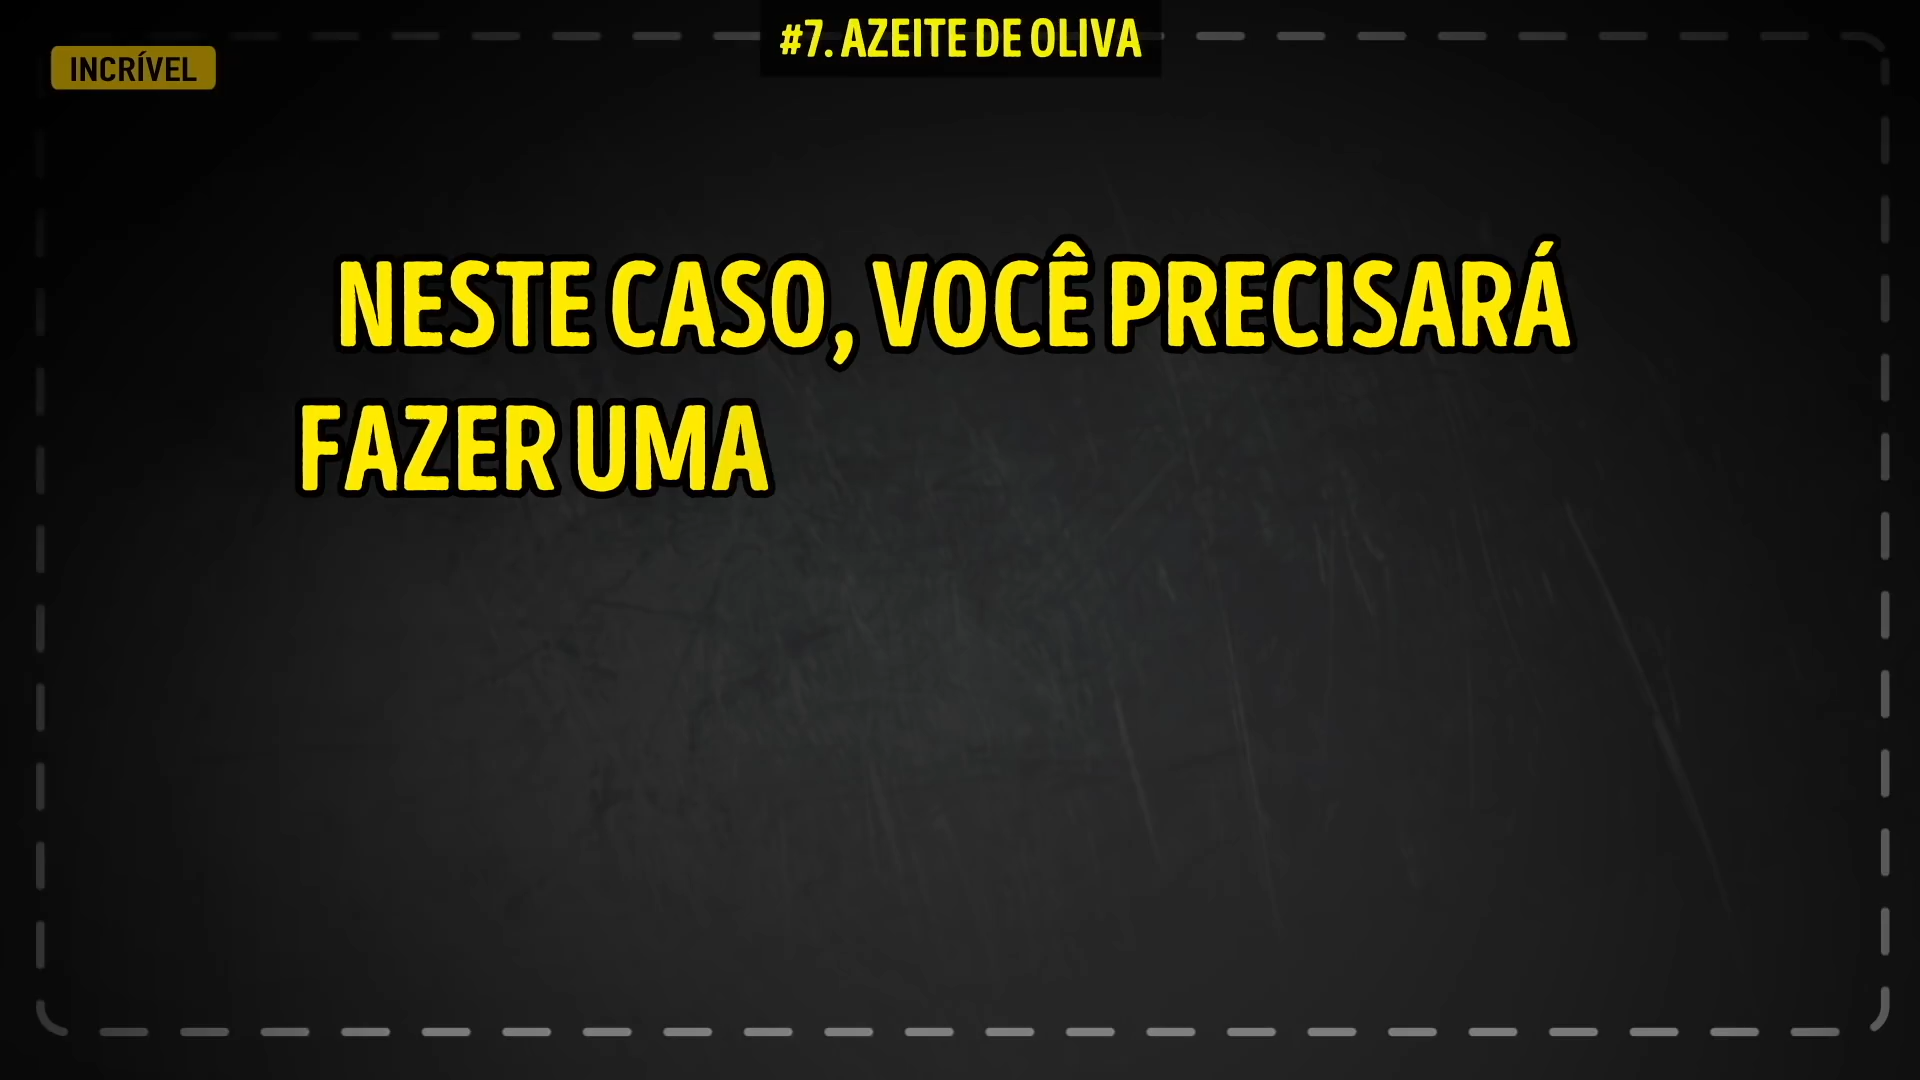 #7. AZEITE DE OLIVA
INCRÍVEL
NESTE CASO, VOCÊ PRECISARÁ
FAZER UMA